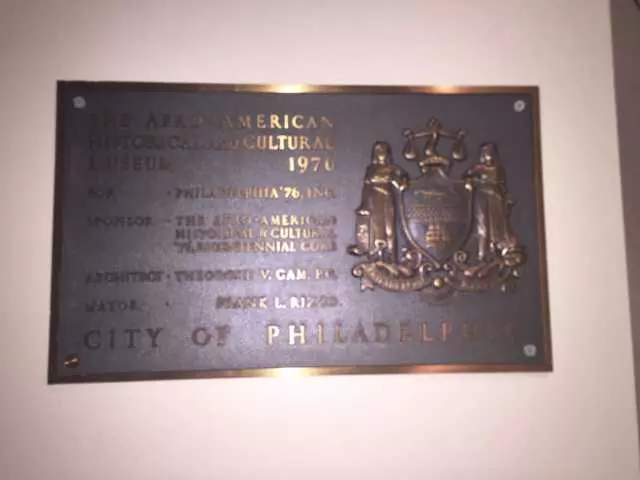 THE AFRO-AMERICAN
HISTORICAL AND CULTURAL
MUSEUM 1976
FOR - PHILADELPHIA '76, INC.
SPONSOR - THE AFRO-AMERICAN
HISTORICAL & CULTURAL
'76, BICENTENNIAL CORP.
ARCHITECT - THEODORE V. CAM,
MAYOR - FRANK L. RIZZO
CITY OF PHILADELPHIA